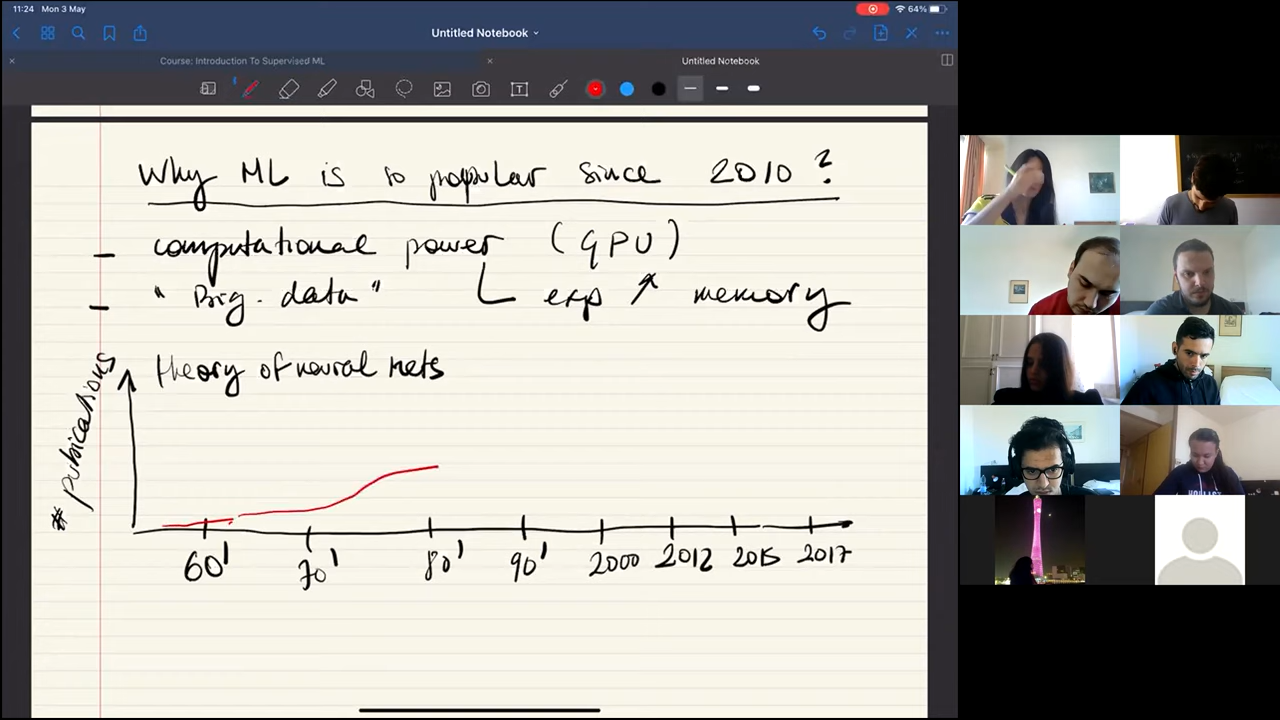 11:24 Mon 3 May
64%
Untitled Notebook
Course: Introduction To Supervised ML
Untitled Notebook
Why ML is so popular since 2010 ?
- computational power (GPU)
- "Big-data" exp ↗ memory
theory of neural nets
# pubications
60' 70' 80' 90' 2000 2012 2015 2017